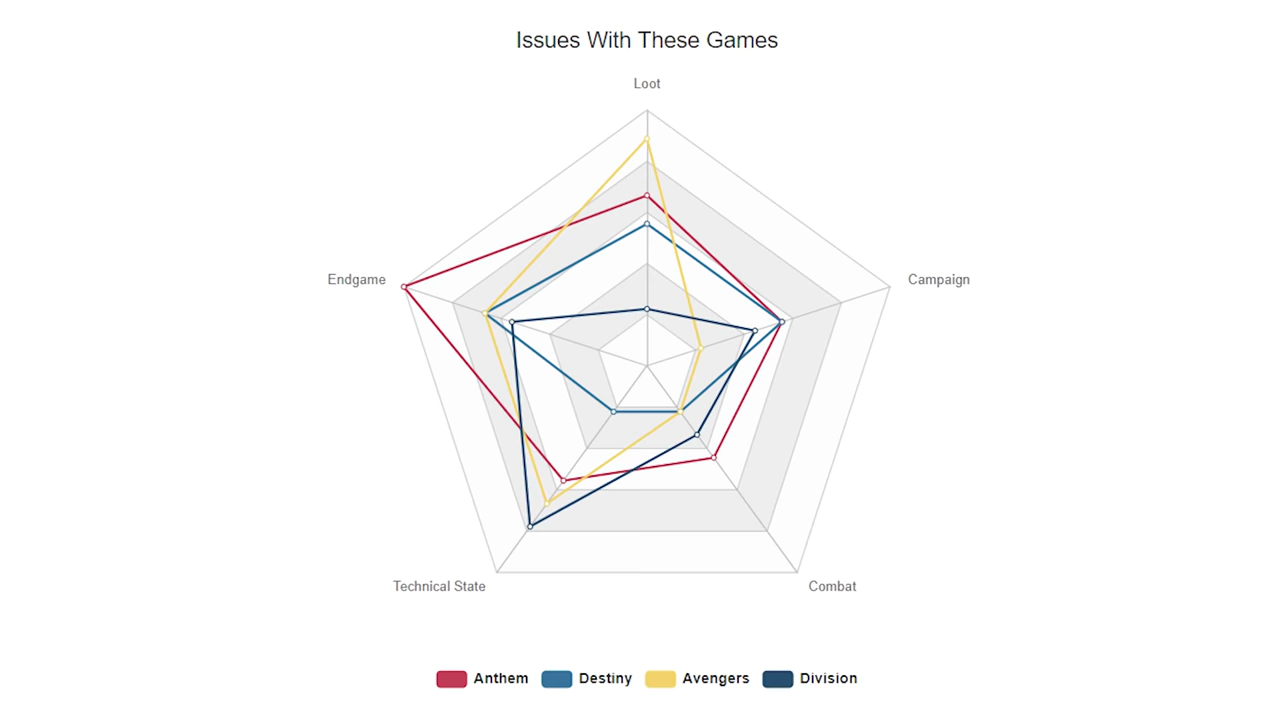 Issues With These Games
Loot
Endgame
Campaign
Technical State
Combat
Anthem Destiny Avengers Division